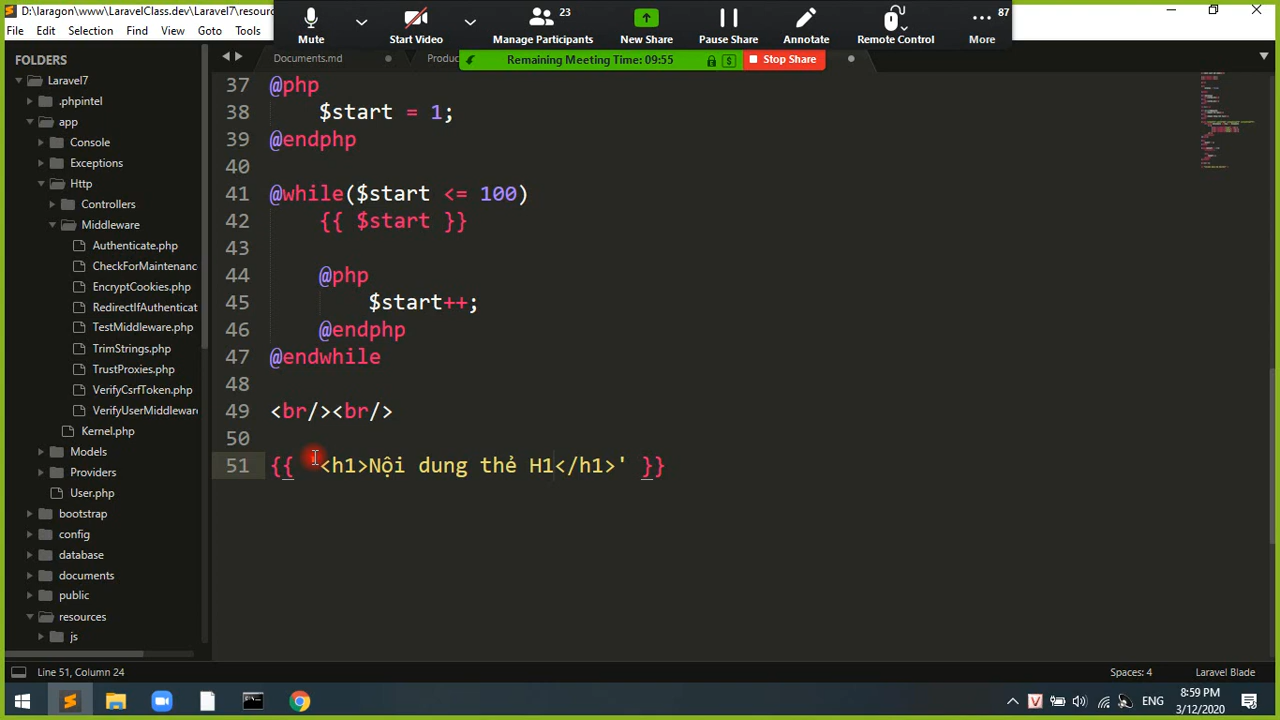 D:\laragon\www\LaravelClass.dev\Laravel7\resour
File Edit Selection Find View Goto Tools
Mute
Start Video
23
Manage Participants
New Share
Pause Share
Annotate
Remote Control
87
More
Remaining Meeting Time: 09:55
Stop Share
Documents.md
Produc
FOLDERS
Laravel7
.phpintel
app
Console
Exceptions
Http
Controllers
Middleware
Authenticate.php
CheckForMaintenanc
EncryptCookies.php
RedirectIfAuthenticat
TestMiddleware.php
TrimStrings.php
TrustProxies.php
VerifyCsrfToken.php
VerifyUserMiddleware
Kernel.php
Models
Providers
User.php
bootstrap
config
database
documents
public
resources
js
37 @php
38 $start = 1;
39 @endphp
40
41 @while($start <= 100)
42 {{ $start }}
43
44 @php
45 $start++;
46 @endphp
47 @endwhile
48
49 <br/><br/>
50
51 {{ '<h1>Nội dung thẻ H1</h1>' }}
Line 51, Column 24
Spaces: 4
Laravel Blade
ENG
8:59 PM
3/12/2020